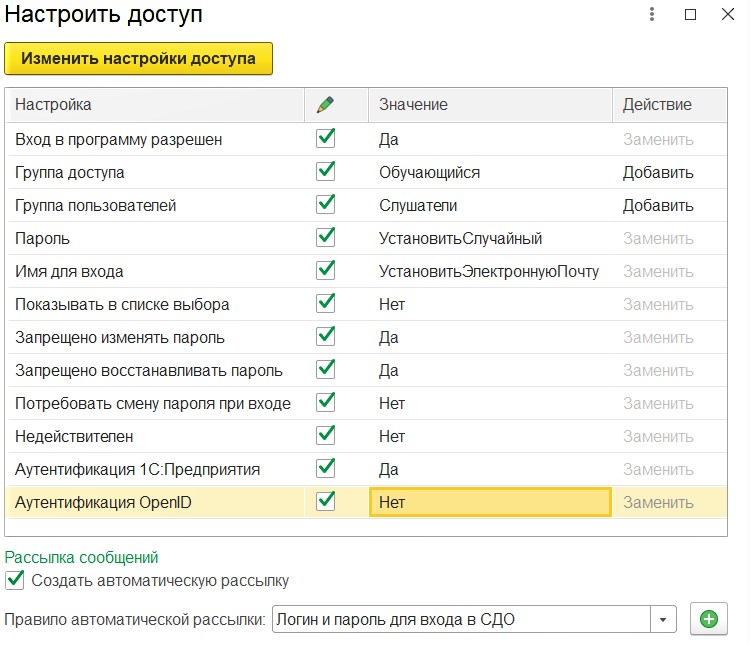 Настроить доступ
Изменить настройки доступа
Настройка Значение Действие
Вход в программу разрешен Да Заменить
Группа доступа Обучающийся Добавить
Группа пользователей Слушатели Добавить
Пароль УстановитьСлучайный Заменить
Имя для входа УстановитьЭлектроннуюПочту Заменить
Показывать в списке выбора Нет Заменить
Запрещено изменять пароль Да Заменить
Запрещено восстанавливать пароль Да Заменить
Потребовать смену пароля при входе Нет Заменить
Недействителен Нет Заменить
Аутентификация 1С:Предприятия Да Заменить
Аутентификация OpenID Нет Заменить
Рассылка сообщений
Создать автоматическую рассылку
Правило автоматической рассылки: Логин и пароль для входа в СДО